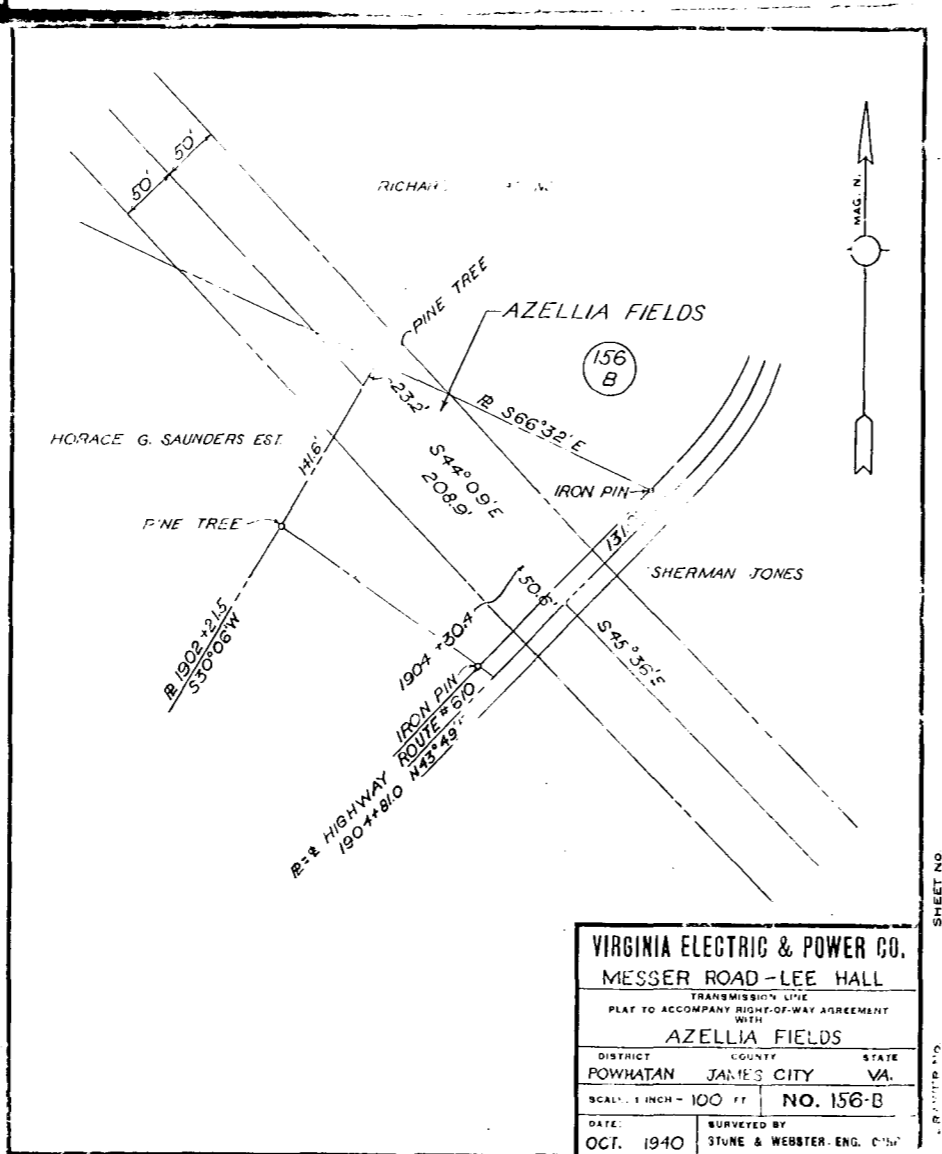 50'
50'
MAG. N.
PINE TREE
AZELLIA FIELDS
156
B
23.2'
℄ S66°32'E
HORACE G. SAUNDERS EST.
141.6'
S44°09'E
208.9'
IRON PIN
PINE TREE
SHERMAN JONES
50.6'
1904 +30.4
S45°36'E
℄ 1902+21.5
S30°06'W
IRON PIN
ROUTE #610
HIGHWAY
1904+81.0 N43°49'
SHEET NO.
VIRGINIA ELECTRIC & POWER CO.
MESSER ROAD - LEE HALL
TRANSMISSION LINE
PLAT TO ACCOMPANY RIGHT-OF-WAY AGREEMENT
WITH
AZELLIA FIELDS
DISTRICT COUNTY STATE
POWHATAN JAMES CITY VA.
SCALE: 1 INCH = 100 FT NO. 156-B
DATE: SURVEYED BY
OCT. 1940 STONE & WEBSTER ENG.